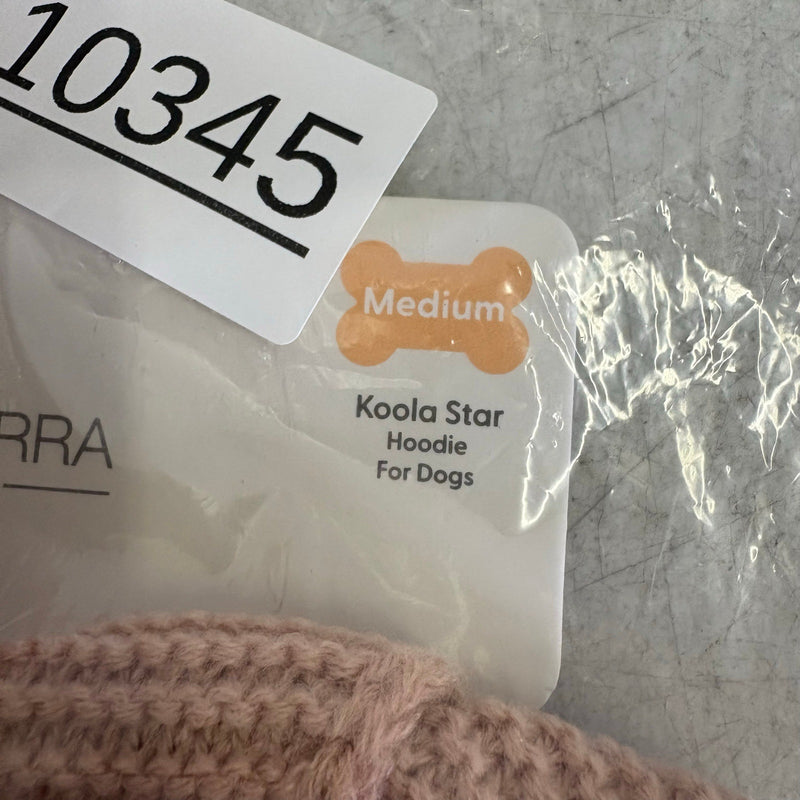 10345
Medium
Koola Star
Hoodie
For Dogs
RRA